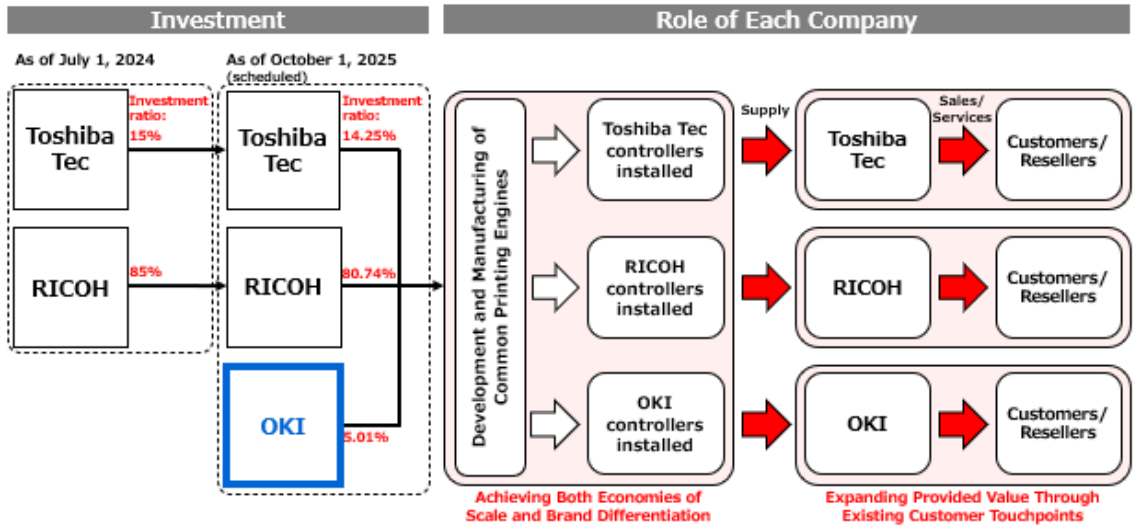 Investment
Role of Each Company
As of July 1, 2024
As of October 1, 2025
(scheduled)
Toshiba
Tec
Investment
ratio:
15%
Toshiba
Tec
Investment
ratio:
14.25%
RICOH
85%
RICOH
80.74%
OKI
5.01%
Development and Manufacturing of
Common Printing Engines
Toshiba Tec
controllers
installed
Supply
Toshiba
Tec
Sales/
Services
Customers/
Resellers
RICOH
controllers
installed
RICOH
Customers/
Resellers
OKI
controllers
installed
OKI
Customers/
Resellers
Achieving Both Economies of
Scale and Brand Differentiation
Expanding Provided Value Through
Existing Customer Touchpoints